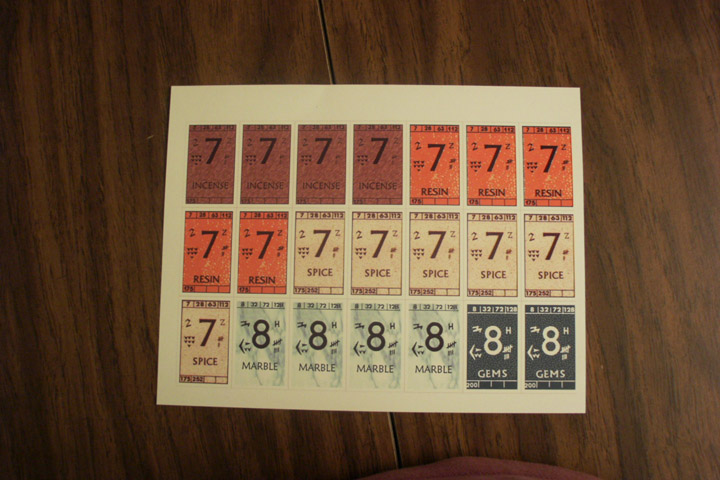 7 28 63 112 7 28 63 112 7 28 63 112 7 28 63 112 7 28 63 112 7 28 63 112 7 28 63 112
7 7 7 7 7 Z 7 Z 7 Z
INCENSE INCENSE INCENSE INCENSE RESIN RESIN RESIN
175 175 175
7 28 63 112 7 28 63 112 7 28 63 112 7 28 63 112 7 28 63 112 7 28 63 112 7 28 63 112
7 Z 7 Z 7 Z 7 Z 7 Z 7 Z 7 Z
RESIN RESIN SPICE SPICE SPICE SPICE SPICE
175 175 175 252 175 252 175 252 175 252 175 252
7 28 63 112 8 32 72 128 8 32 72 128 8 32 72 128 8 32 72 128 8 32 72 128 8 32 72 128
7 Z 8 H 8 H 8 H 8 H 8 H 8 H
SPICE MARBLE MARBLE MARBLE MARBLE GEMS GEMS
175 252 200 200